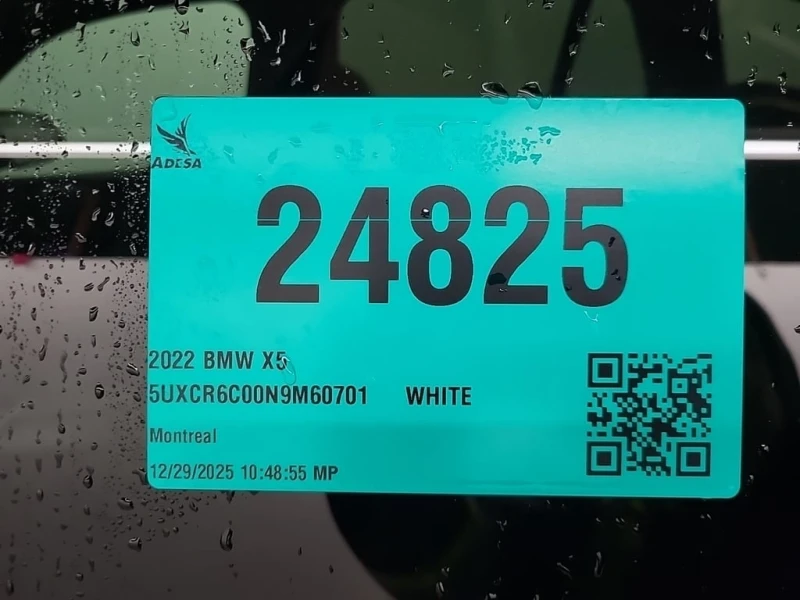 ADESA
24825
2022 BMW X5
5UXCR6C00N9M60701 WHITE
Montreal
12/29/2025 10:48:55 MP